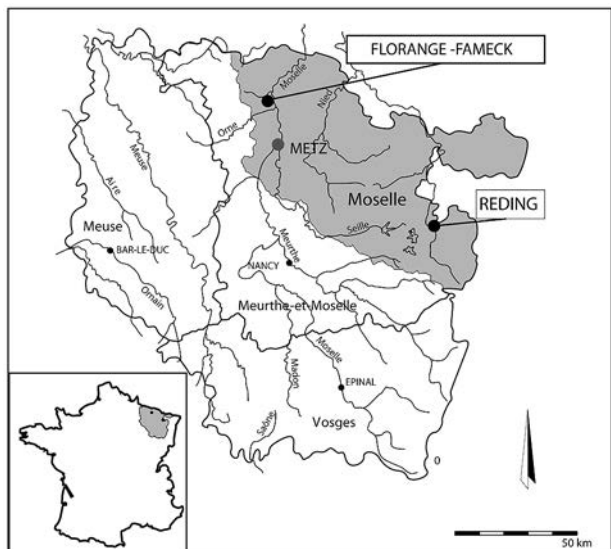 FLORANGE -FAMECK
Moselle
Nied
Orne
METZ
Meuse
Aire
Moselle
REDING
Seille
Meuse
BAR-LE-DUC
Meurthe
NANCY
Ornain
Meurthe-et-Moselle
Moselle
Madon
EPINAL
Vosges
Saône
0
50 km